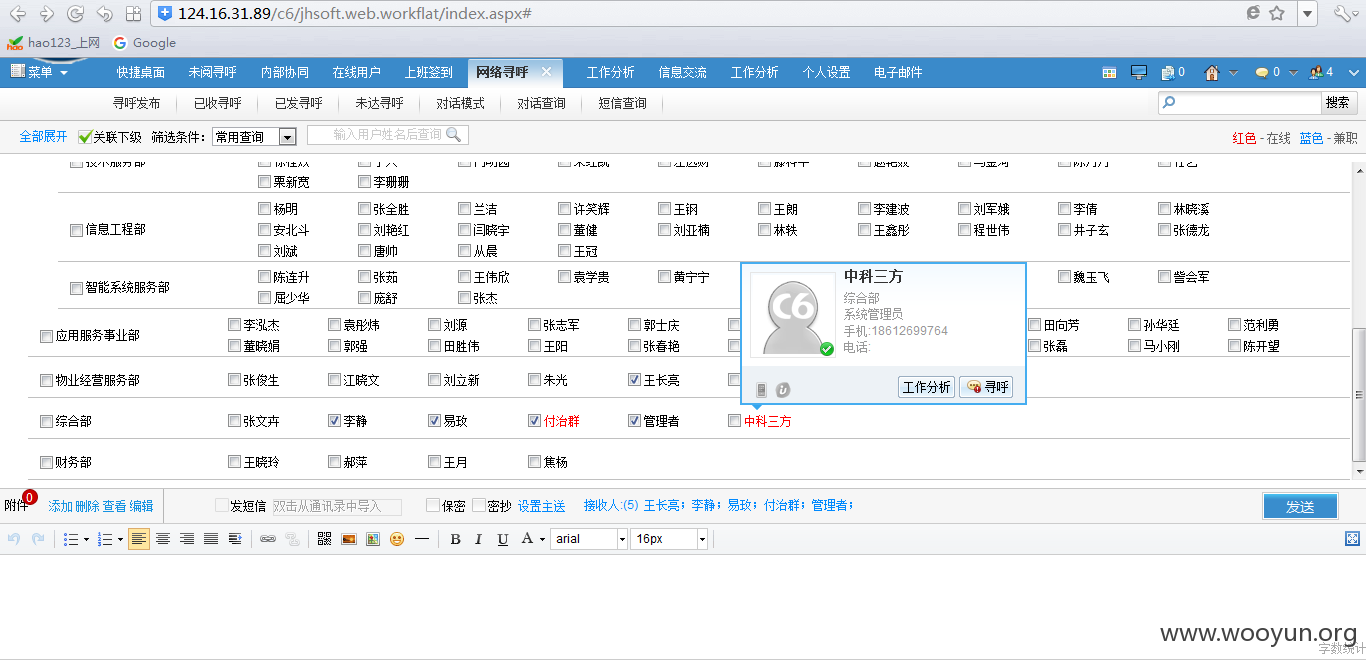 124.16.31.89/c6/jhsoft.web.workflat/index.aspx#
hao123_上网 Google
菜单 快捷桌面 未阅寻呼 内部协同 在线用户 上班签到 网络寻呼 工作分析 信息交流 工作分析 个人设置 电子邮件 0 0 4
寻呼发布 已收寻呼 已发寻呼 未达寻呼 对话模式 对话查询 短信查询 搜索
全部展开 关联下级 筛选条件: 常用查询 输入用户姓名后查询 红色 - 在线 蓝色 - 兼职
技术服务部
栗新宽 李珊珊
杨明 张全胜 兰洁 许笑辉 王钢 王朗 李建波 刘军娥 李倩 林晓溪
信息工程部 安北斗 刘艳红 闫晓宇 董健 刘亚楠 林轶 王鑫彤 程世伟 井子玄 张德龙
刘斌 唐帅 从晨 王冠
陈连升 张茹 王伟欣 袁学贵 黄宁宁 魏玉飞 訾会军
智能系统服务部
屈少华 庞舒 张杰
李泓杰 袁彤炜 刘源 张志军 郭士庆 田向芳 孙华廷 范利勇
应用服务事业部
董晓娟 郭强 田胜伟 王阳 张春艳 张磊 马小刚 陈开望
物业经营服务部 张俊生 江晓文 刘立新 朱光 王长亮
综合部 张文卉 李静 易玫 付治群 管理者 中科三方
财务部 王晓玲 郝萍 王月 焦杨
中科三方
综合部
系统管理员
手机:18612699764
电话:
工作分析 寻呼
附件 0 添加 删除 查看 编辑 发短信 双击从通讯录中导入 保密 密抄 设置主送 接收人:(5) 王长亮; 李静; 易玫; 付治群; 管理者; 发送
B I U A arial 16px
www.wooyun.org
字数统计